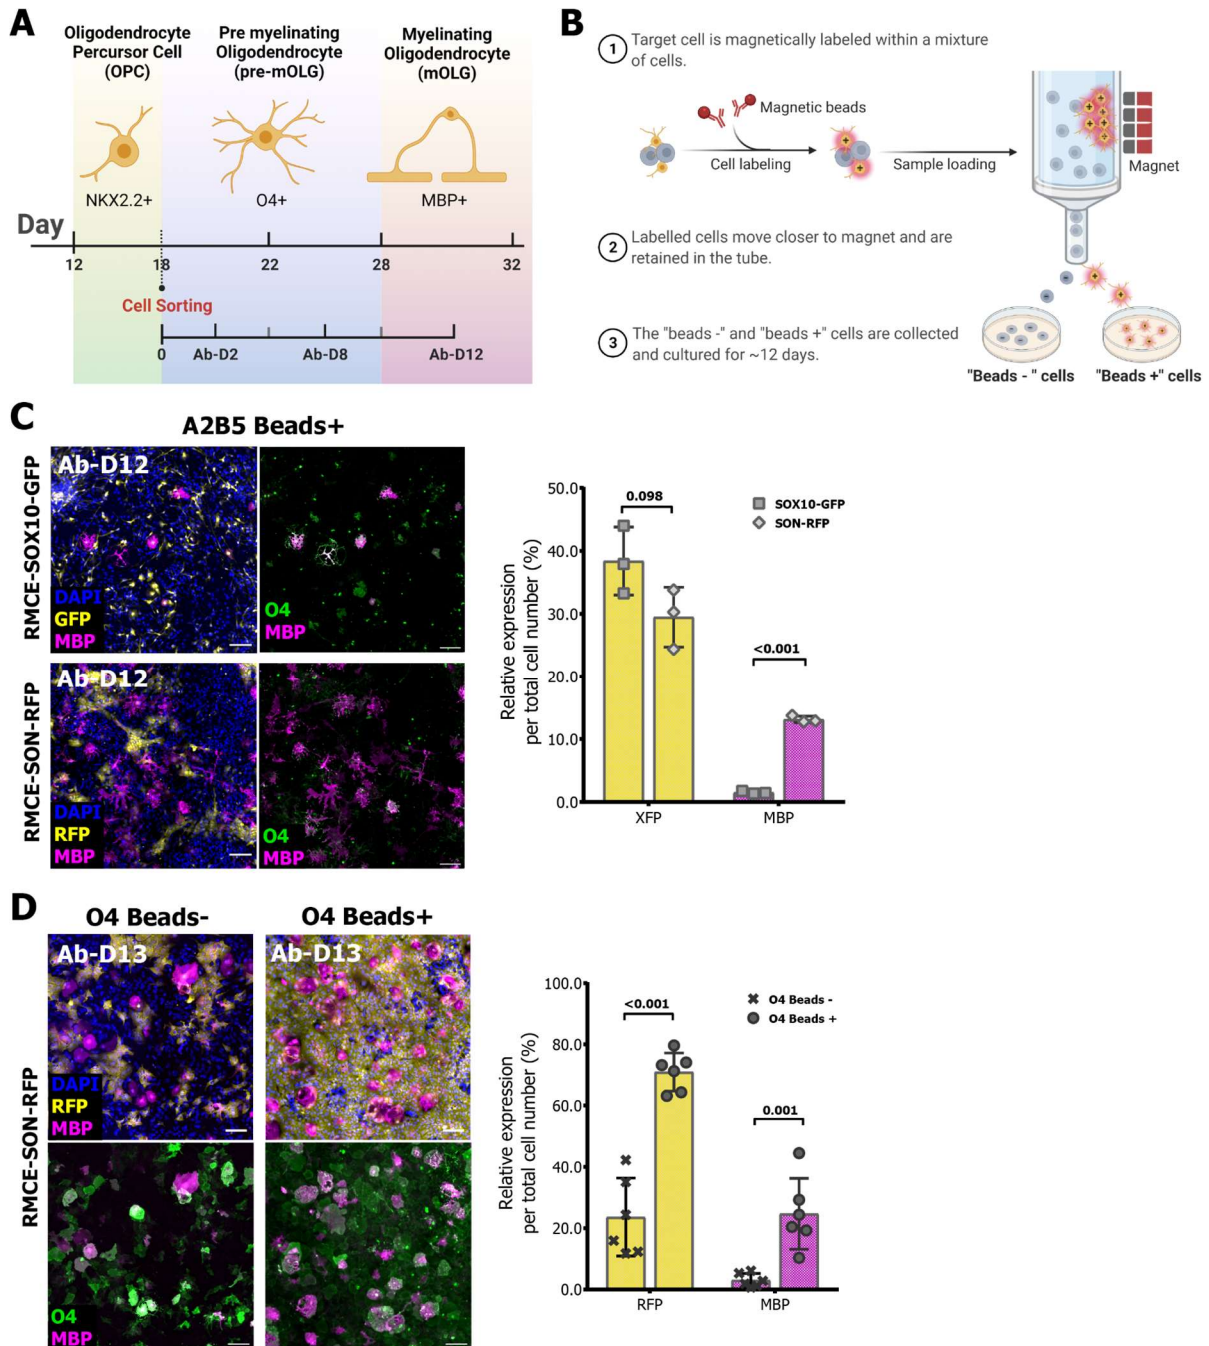 A
Oligodendrocyte
Percursor Cell
(OPC)
Pre myelinating
Oligodendrocyte
(pre-mOLG)
Myelinating
Oligodendrocyte
(mOLG)
NKX2.2+
O4+
MBP+
Day
12
18
22
28
32
Cell Sorting
0
Ab-D2
Ab-D8
Ab-D12
B
1
Target cell is magnetically labeled within a mixture
of cells.
Magnetic beads
Cell labeling
Sample loading
Magnet
2
Labelled cells move closer to magnet and are
retained in the tube.
3
The "beads -" and "beads +" cells are collected
and cultured for ~12 days.
"Beads - " cells
"Beads +" cells
C
A2B5 Beads+
RMCE-SOX10-GFP
Ab-D12
DAPI
GFP
MBP
O4
MBP
RMCE-SON-RFP
Ab-D12
DAPI
RFP
MBP
O4
MBP
Relative expression
per total cell number (%)
50.0
40.0
30.0
20.0
10.0
0.0
0.098
<0.001
SOX10-GFP
SON-RFP
XFP
MBP
D
O4 Beads-
O4 Beads+
RMCE-SON-RFP
Ab-D13
Ab-D13
DAPI
RFP
MBP
O4
MBP
Relative expression
per total cell number (%)
100.0
80.0
60.0
40.0
20.0
0.0
<0.001
0.001
O4 Beads -
O4 Beads +
RFP
MBP